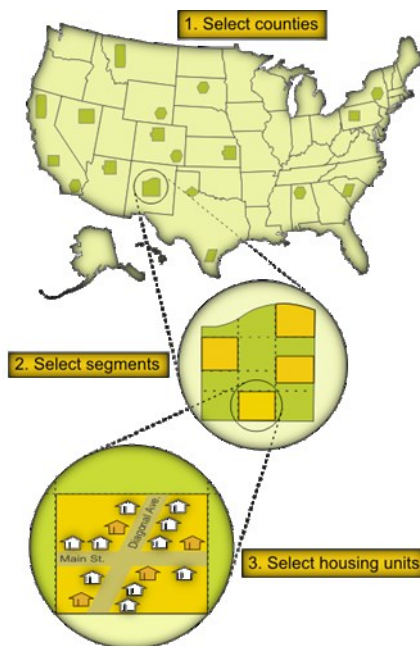 1. Select counties
2. Select segments
Diagonal Ave.
Main St.
3. Select housing units